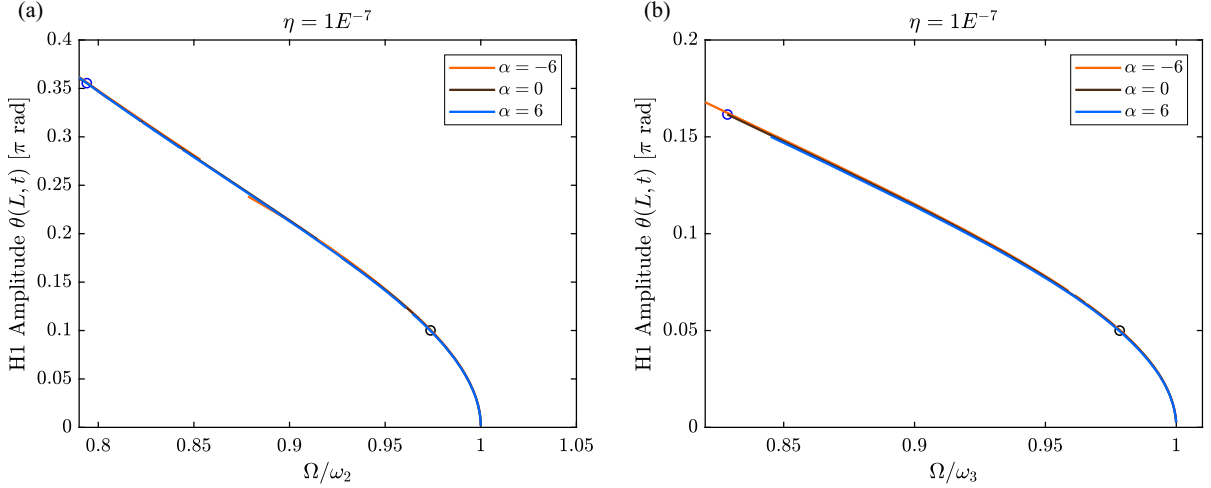 (a)
η = 1E⁻⁷
H1 Amplitude θ(L, t) [π rad]
0.4
0.35
0.3
0.25
0.2
0.15
0.1
0.05
0
α = −6
α = 0
α = 6
0.8 0.85 0.9 0.95 1 1.05
Ω/ω₂
(b)
η = 1E⁻⁷
H1 Amplitude θ(L, t) [π rad]
0.2
0.15
0.1
0.05
0
α = −6
α = 0
α = 6
0.85 0.9 0.95 1
Ω/ω₃